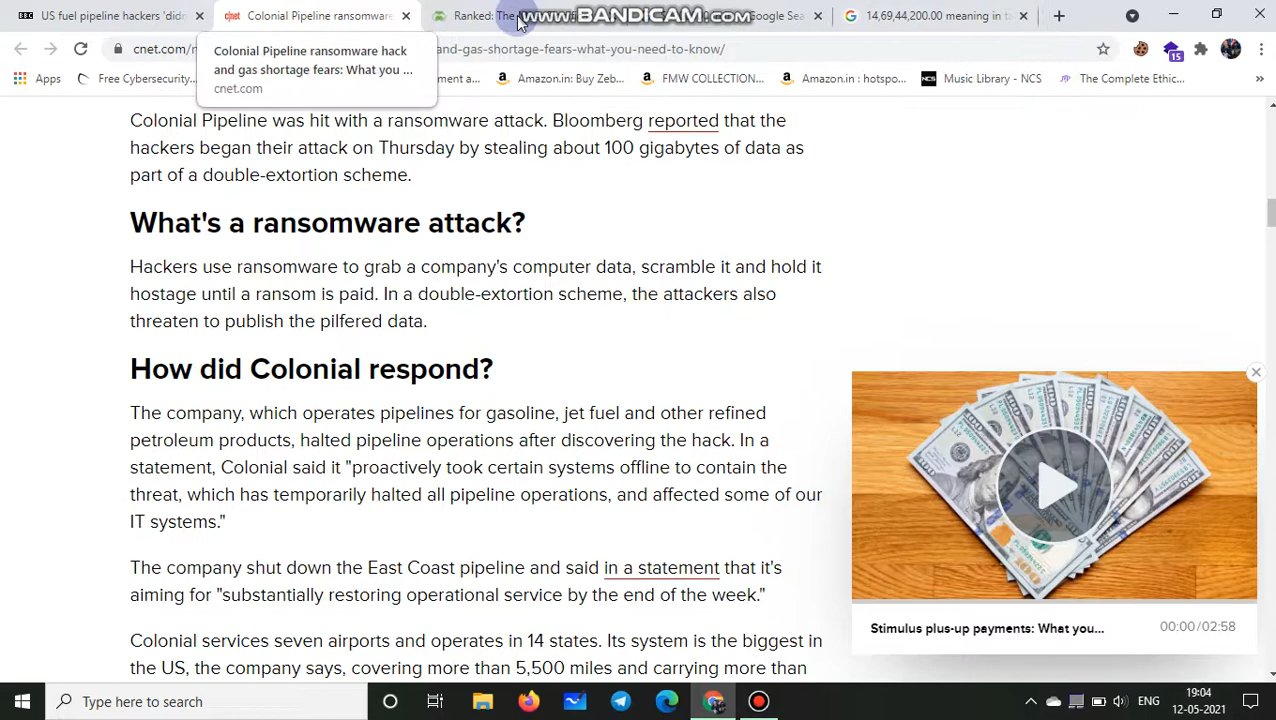 US fuel pipeline hackers 'didn
Colonial Pipeline ransomware
Ranked: The
www.BANDICAM.com
Google Sea
14,69,44,200.00 meaning in ta
cnet.com/n
and-gas-shortage-fears-what-you-need-to-know/
15
Colonial Pipeline ransomware hack
and gas shortage fears: What you ...
cnet.com
Apps
Free Cybersecurity...
ment a...
Amazon.in: Buy Zeb...
FMW COLLECTION...
Amazon.in : hotspo...
NCS
Music Library - NCS
The Complete Ethic...
»
Colonial Pipeline was hit with a ransomware attack. Bloomberg reported that the
hackers began their attack on Thursday by stealing about 100 gigabytes of data as
part of a double-extortion scheme.
What's a ransomware attack?
Hackers use ransomware to grab a company's computer data, scramble it and hold it
hostage until a ransom is paid. In a double-extortion scheme, the attackers also
threaten to publish the pilfered data.
How did Colonial respond?
The company, which operates pipelines for gasoline, jet fuel and other refined
petroleum products, halted pipeline operations after discovering the hack. In a
statement, Colonial said it "proactively took certain systems offline to contain the
threat, which has temporarily halted all pipeline operations, and affected some of our
IT systems."
The company shut down the East Coast pipeline and said in a statement that it's
aiming for "substantially restoring operational service by the end of the week."
Colonial services seven airports and operates in 14 states. Its system is the biggest in
the US, the company says, covering more than 5,500 miles and carrying more than
Stimulus plus-up payments: What you...
00:00/02:58
Type here to search
ENG
19:04
12-05-2021